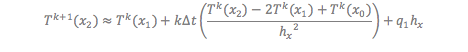 T^{k+1}(x_2) ≈ T^k(x_1) + kΔt ( (T^k(x_2) − 2T^k(x_1) + T^k(x_0)) / h_x^2 ) + q_1 h_x